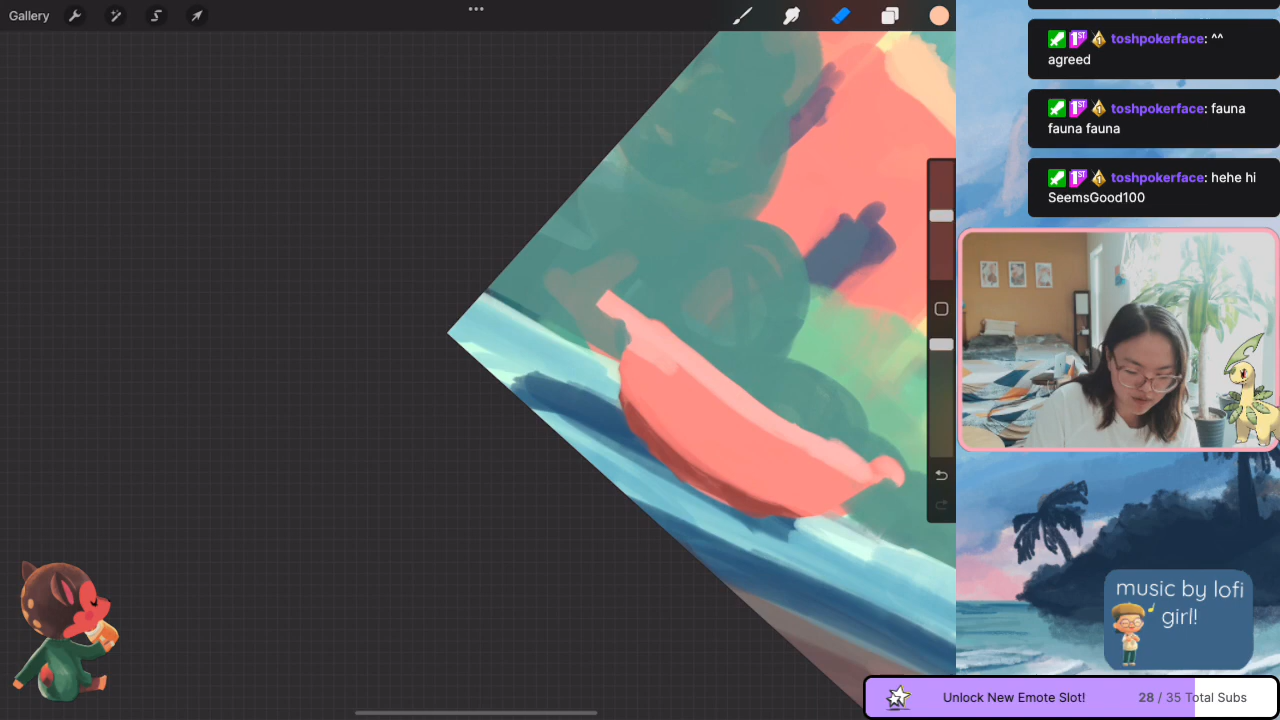 Gallery
toshpokerface: ^^
agreed
toshpokerface: fauna
fauna fauna
toshpokerface: hehe hi
SeemsGood100
music by lofi
girl!
Unlock New Emote Slot! 28 / 35 Total Subs